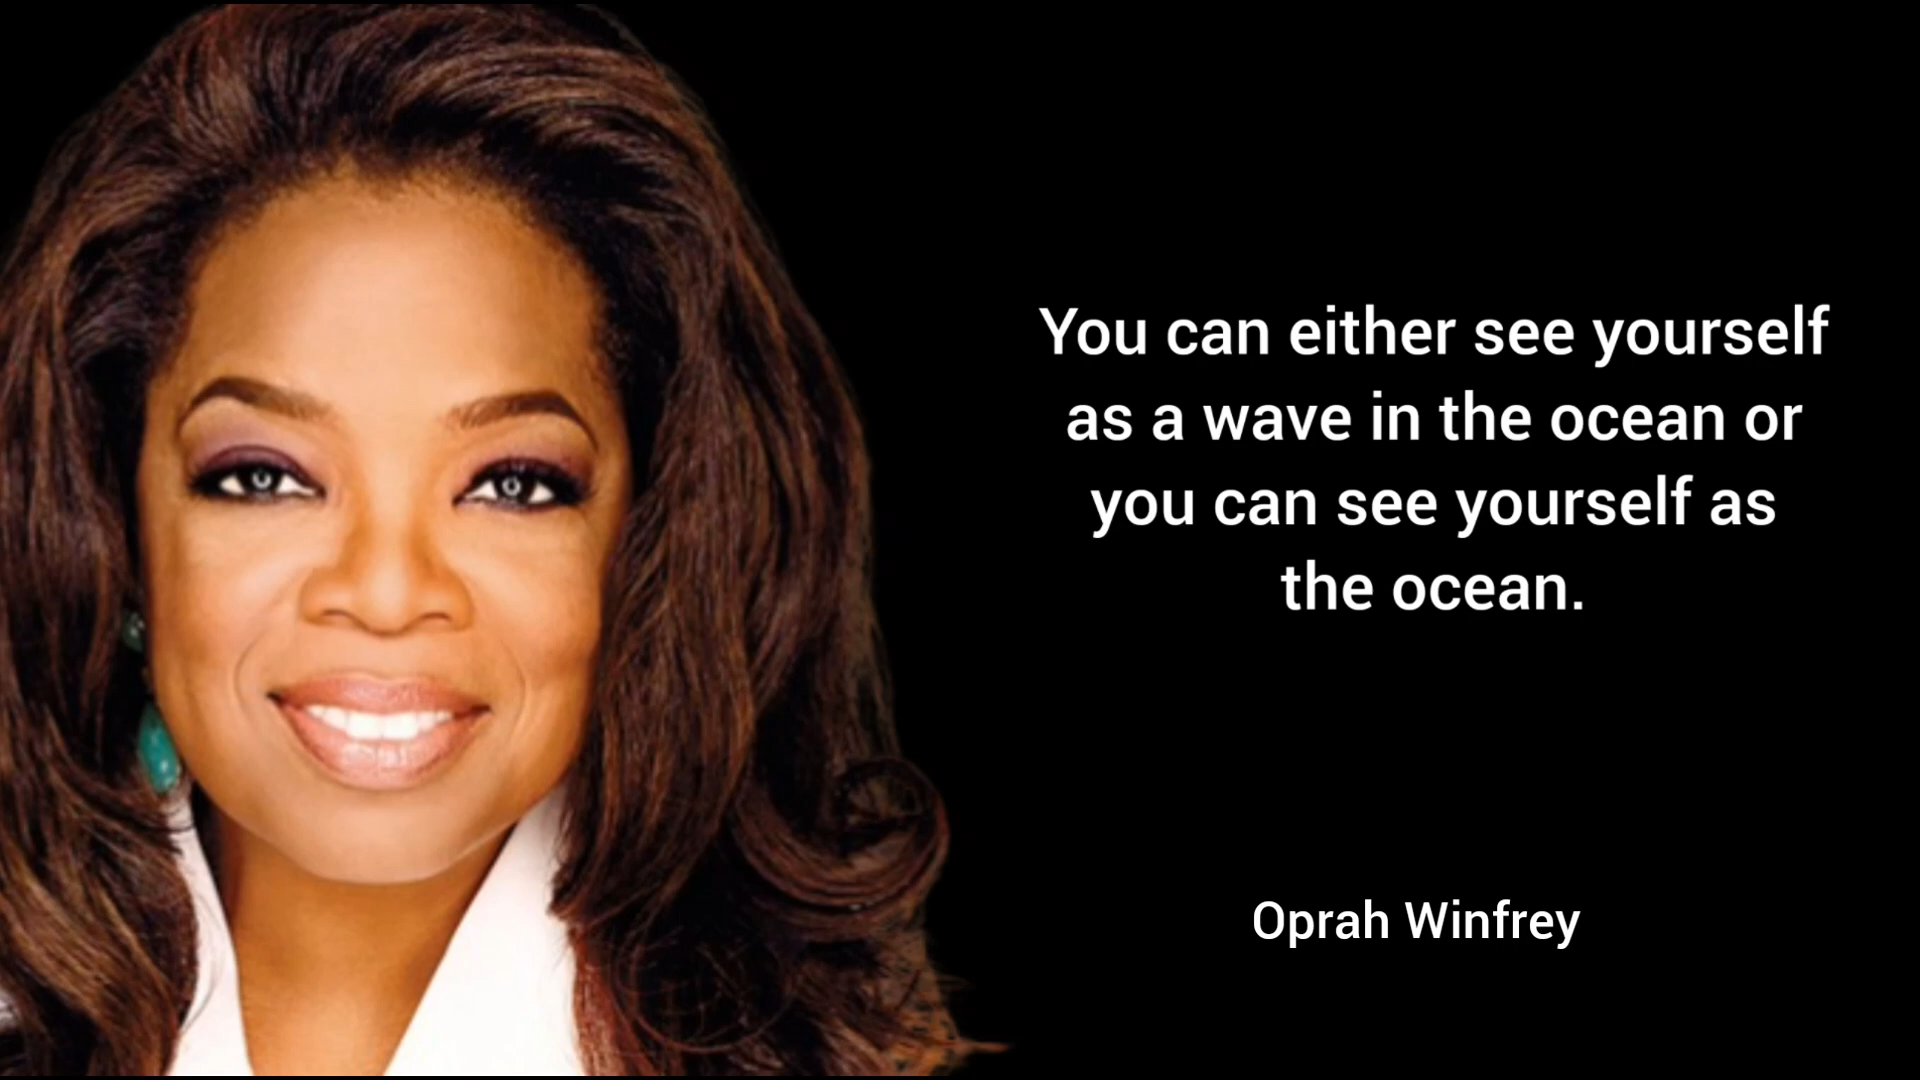 You can either see yourself
as a wave in the ocean or
you can see yourself as
the ocean.
Oprah Winfrey